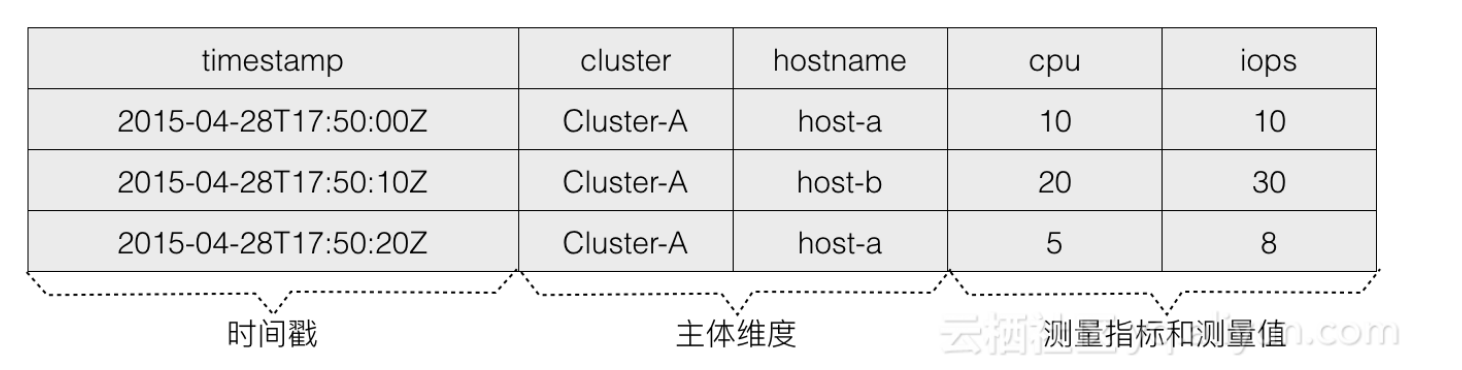 timestamp cluster hostname cpu iops
2015-04-28T17:50:00Z Cluster-A host-a 10 10
2015-04-28T17:50:10Z Cluster-A host-b 20 30
2015-04-28T17:50:20Z Cluster-A host-a 5 8
时间戳 主体维度 测量指标和测量值
云栖社区 yq.aliyun.com